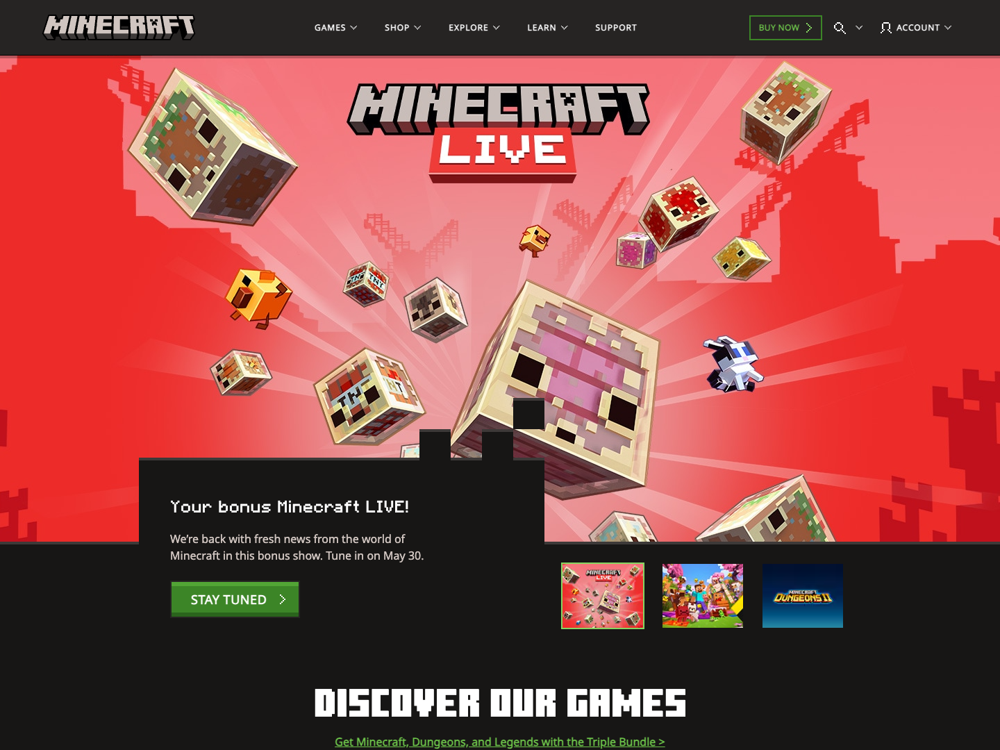 MINECRAFT
GAMES
SHOP
EXPLORE
LEARN
SUPPORT
BUY NOW
ACCOUNT
MINECRAFT
LIVE
TNT
TNT
TNT
NT
Your bonus Minecraft LIVE!
We're back with fresh news from the world of
Minecraft in this bonus show. Tune in on May 30.
STAY TUNED
MINECRAFT
LIVE
MINECRAFT
DUNGEONS II
DISCOVER OUR GAMES
Get Minecraft, Dungeons, and Legends with the Triple Bundle >